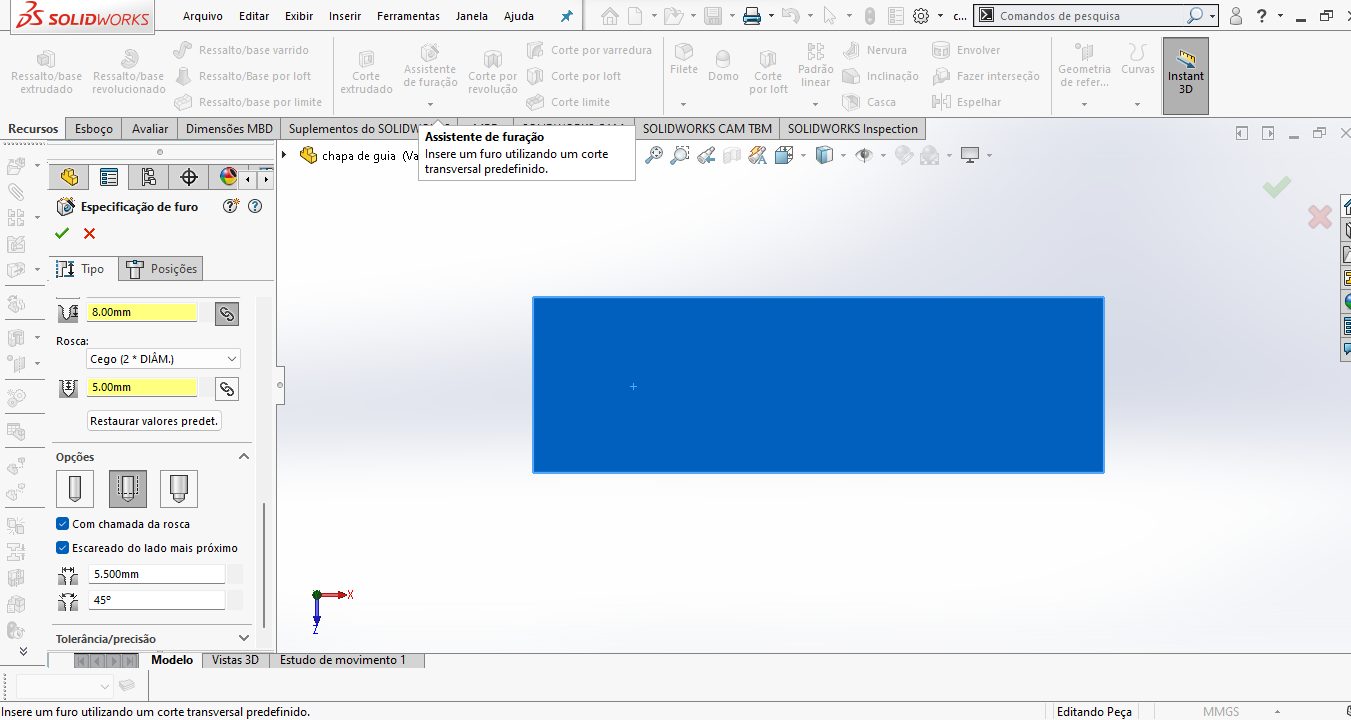 SOLIDWORKS
Arquivo Editar Exibir Inserir Ferramentas Janela Ajuda
c...
Comandos de pesquisa
?
Ressalto/base extrudado
Ressalto/base revolucionado
Ressalto/base varrido
Ressalto/Base por loft
Ressalto/base por limite
Corte extrudado
Assistente de furação
Corte por revolução
Corte por varredura
Corte por loft
Corte limite
Filete
Domo
Corte por loft
Padrão linear
Nervura
Inclinação
Casca
Envolver
Fazer interseção
Espelhar
Geometria de refer...
Curvas
Instant 3D
Recursos Esboço Avaliar Dimensões MBD Suplementos do SOLIDW SOLIDWORKS CAM TBM SOLIDWORKS Inspection
Assistente de furação
Insere um furo utilizando um corte
transversal predefinido.
chapa de guia (Va
Especificação de furo
Tipo Posições
8.00mm
Rosca:
Cego (2 * DIÂM.)
5.00mm
Restaurar valores predet.
Opções
Com chamada da rosca
Escareado do lado mais próximo
5.500mm
45º
Tolerância/precisão
X
Z
Modelo Vistas 3D Estudo de movimento 1
Insere um furo utilizando um corte transversal predefinido.
Editando Peça
MMGS